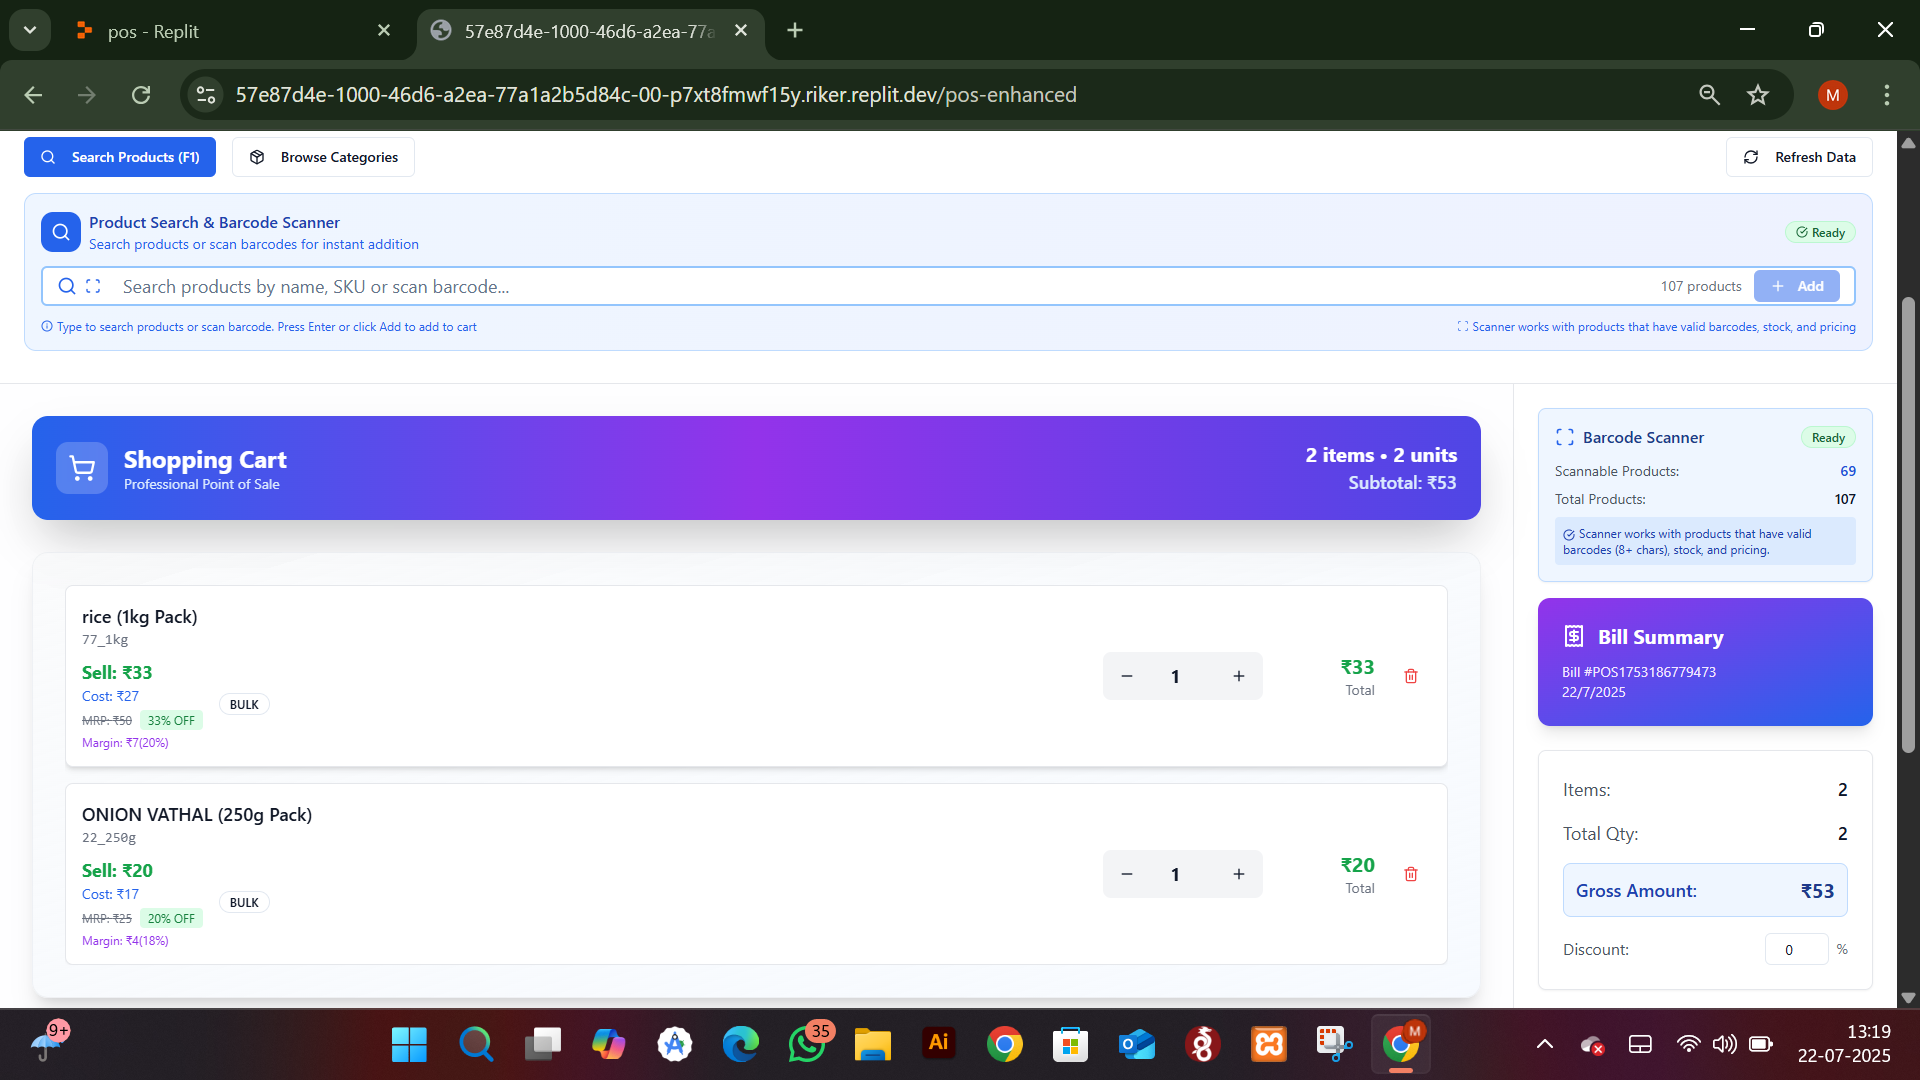 pos - Replit
57e87d4e-1000-46d6-a2ea-77a
57e87d4e-1000-46d6-a2ea-77a1a2b5d84c-00-p7xt8fmwf15y.riker.replit.dev/pos-enhanced
M
Search Products (F1)
Browse Categories
Refresh Data
Product Search & Barcode Scanner
Search products or scan barcodes for instant addition
Ready
Search products by name, SKU or scan barcode...
107 products
+ Add
Type to search products or scan barcode. Press Enter or click Add to add to cart
Scanner works with products that have valid barcodes, stock, and pricing
Shopping Cart
Professional Point of Sale
2 items • 2 units
Subtotal: ₹53
rice (1kg Pack)
77_1kg
Sell: ₹33
Cost: ₹27
MRP: ₹50 33% OFF
Margin: ₹7(20%)
BULK
− 1 +
₹33
Total
ONION VATHAL (250g Pack)
22_250g
Sell: ₹20
Cost: ₹17
MRP: ₹25 20% OFF
Margin: ₹4(18%)
BULK
− 1 +
₹20
Total
Barcode Scanner
Ready
Scannable Products: 69
Total Products: 107
Scanner works with products that have valid
barcodes (8+ chars), stock, and pricing.
Bill Summary
Bill #POS1753186779473
22/7/2025
Items: 2
Total Qty: 2
Gross Amount: ₹53
Discount: 0 %
9+
35
Ai
M
13:19
22-07-2025